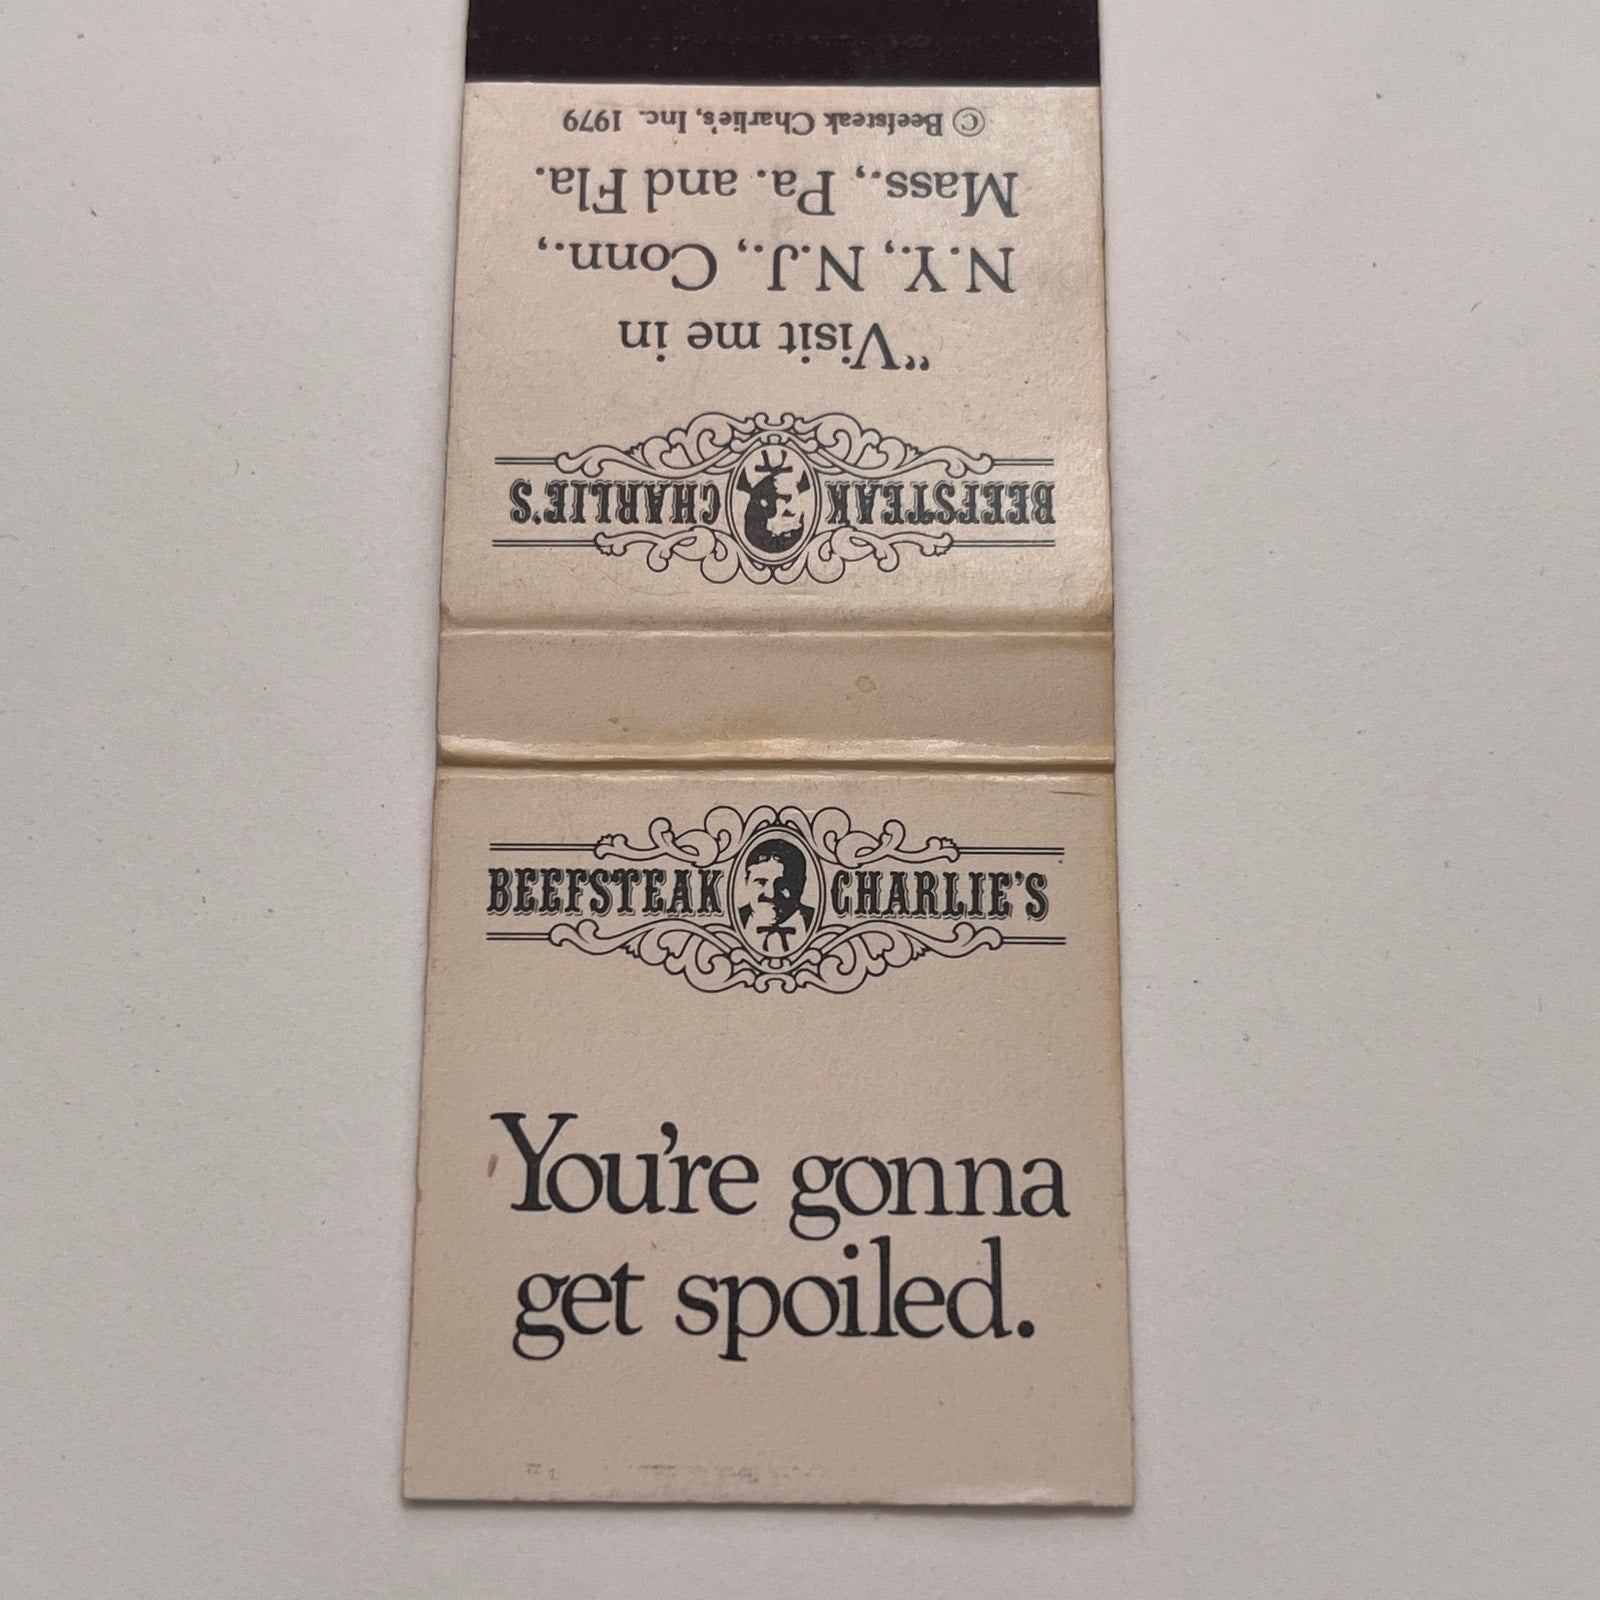 © Beefsteak Charlie's, Inc. 1979
Mass., Pa. and Fla.
N.Y., N.J., Conn.,
"Visit me in
BEEFSTEAK CHARLIE'S
BEEFSTEAK CHARLIE'S
You're gonna
get spoiled.